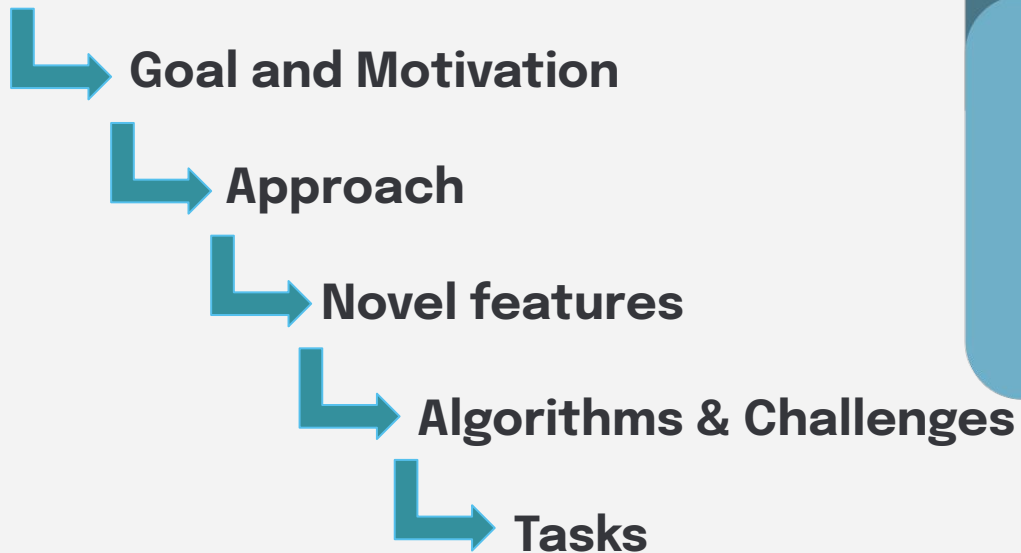 Goal and Motivation
Approach
Novel features
Algorithms & Challenges
Tasks